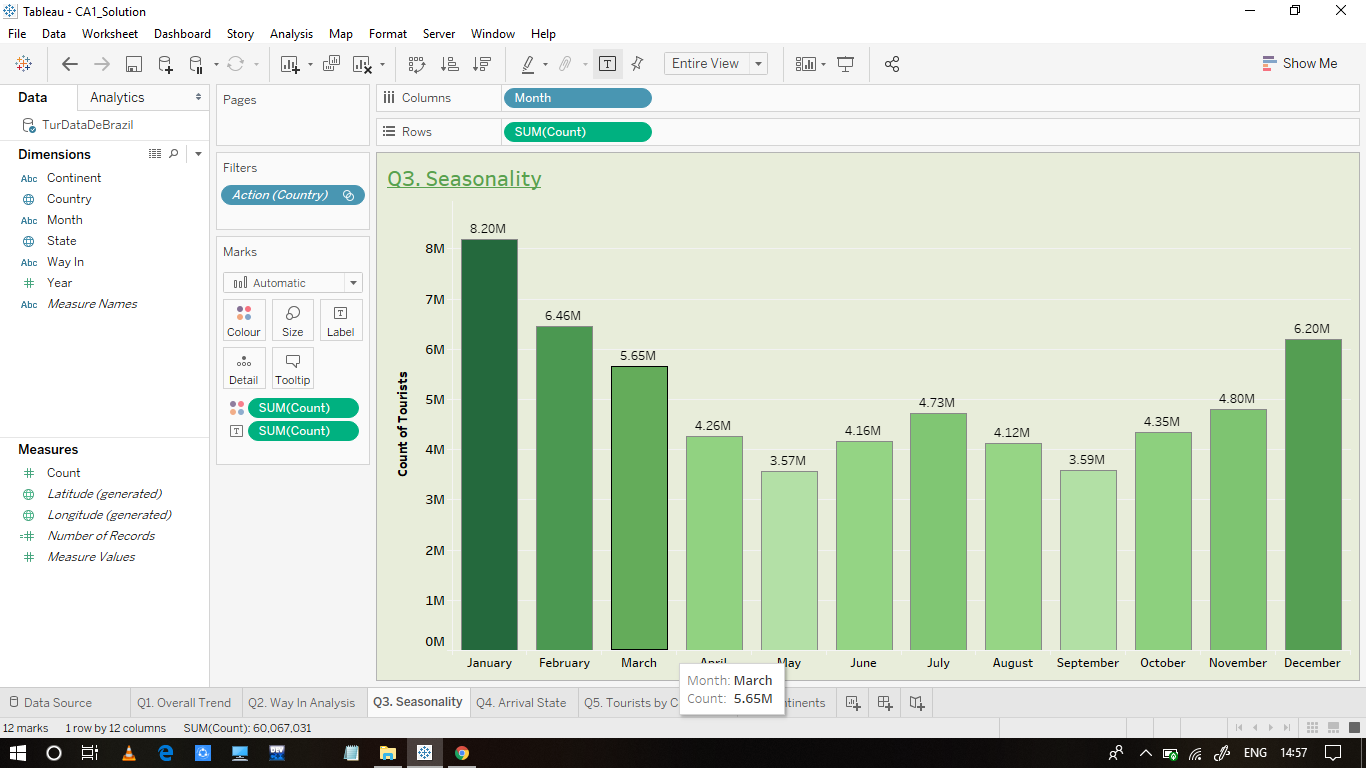 Tableau - CA1_Solution
File Data Worksheet Dashboard Story Analysis Map Format Server Window Help
Entire View
Show Me
Data Analytics
TurDataDeBrazil
Dimensions
Abc Continent
Country
Abc Month
State
Abc Way In
Year
Abc Measure Names
Measures
Count
Latitude (generated)
Longitude (generated)
Number of Records
Measure Values
Pages
Filters
Action (Country)
Marks
Automatic
Colour Size Label
Detail Tooltip
SUM(Count)
SUM(Count)
Columns Month
Rows SUM(Count)
Q3. Seasonality
Count of Tourists
8M
7M
6M
5M
4M
3M
2M
1M
0M
8.20M 6.46M 5.65M 4.26M 3.57M 4.16M 4.73M 4.12M 3.59M 4.35M 4.80M 6.20M
January February March April May June July August September October November December
Month: March
Count: 5.65M
Data Source Q1. Overall Trend Q2. Way In Analysis Q3. Seasonality Q4. Arrival State Q5. Tourists by C tinents
12 marks 1 row by 12 columns SUM(Count): 60,067,031
DEV
ENG 14:57